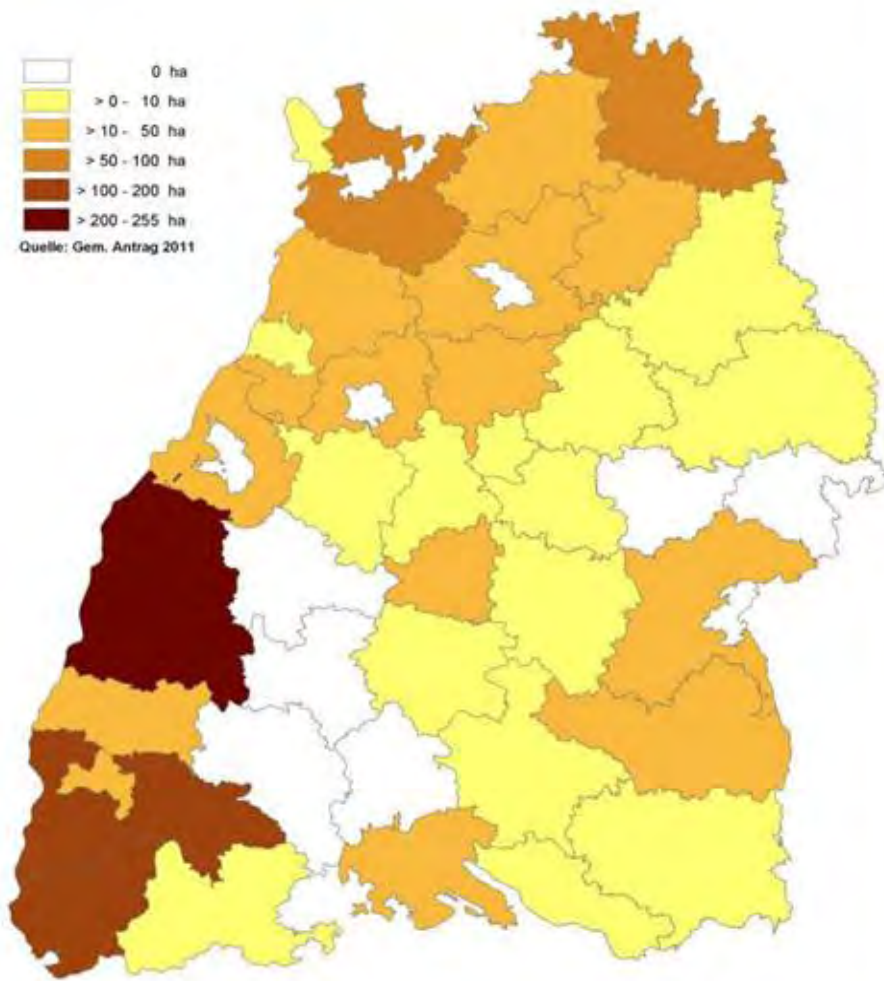 0 ha
> 0 - 10 ha
> 10 - 50 ha
> 50 - 100 ha
> 100 - 200 ha
> 200 - 255 ha
Quelle: Gem. Antrag 2011